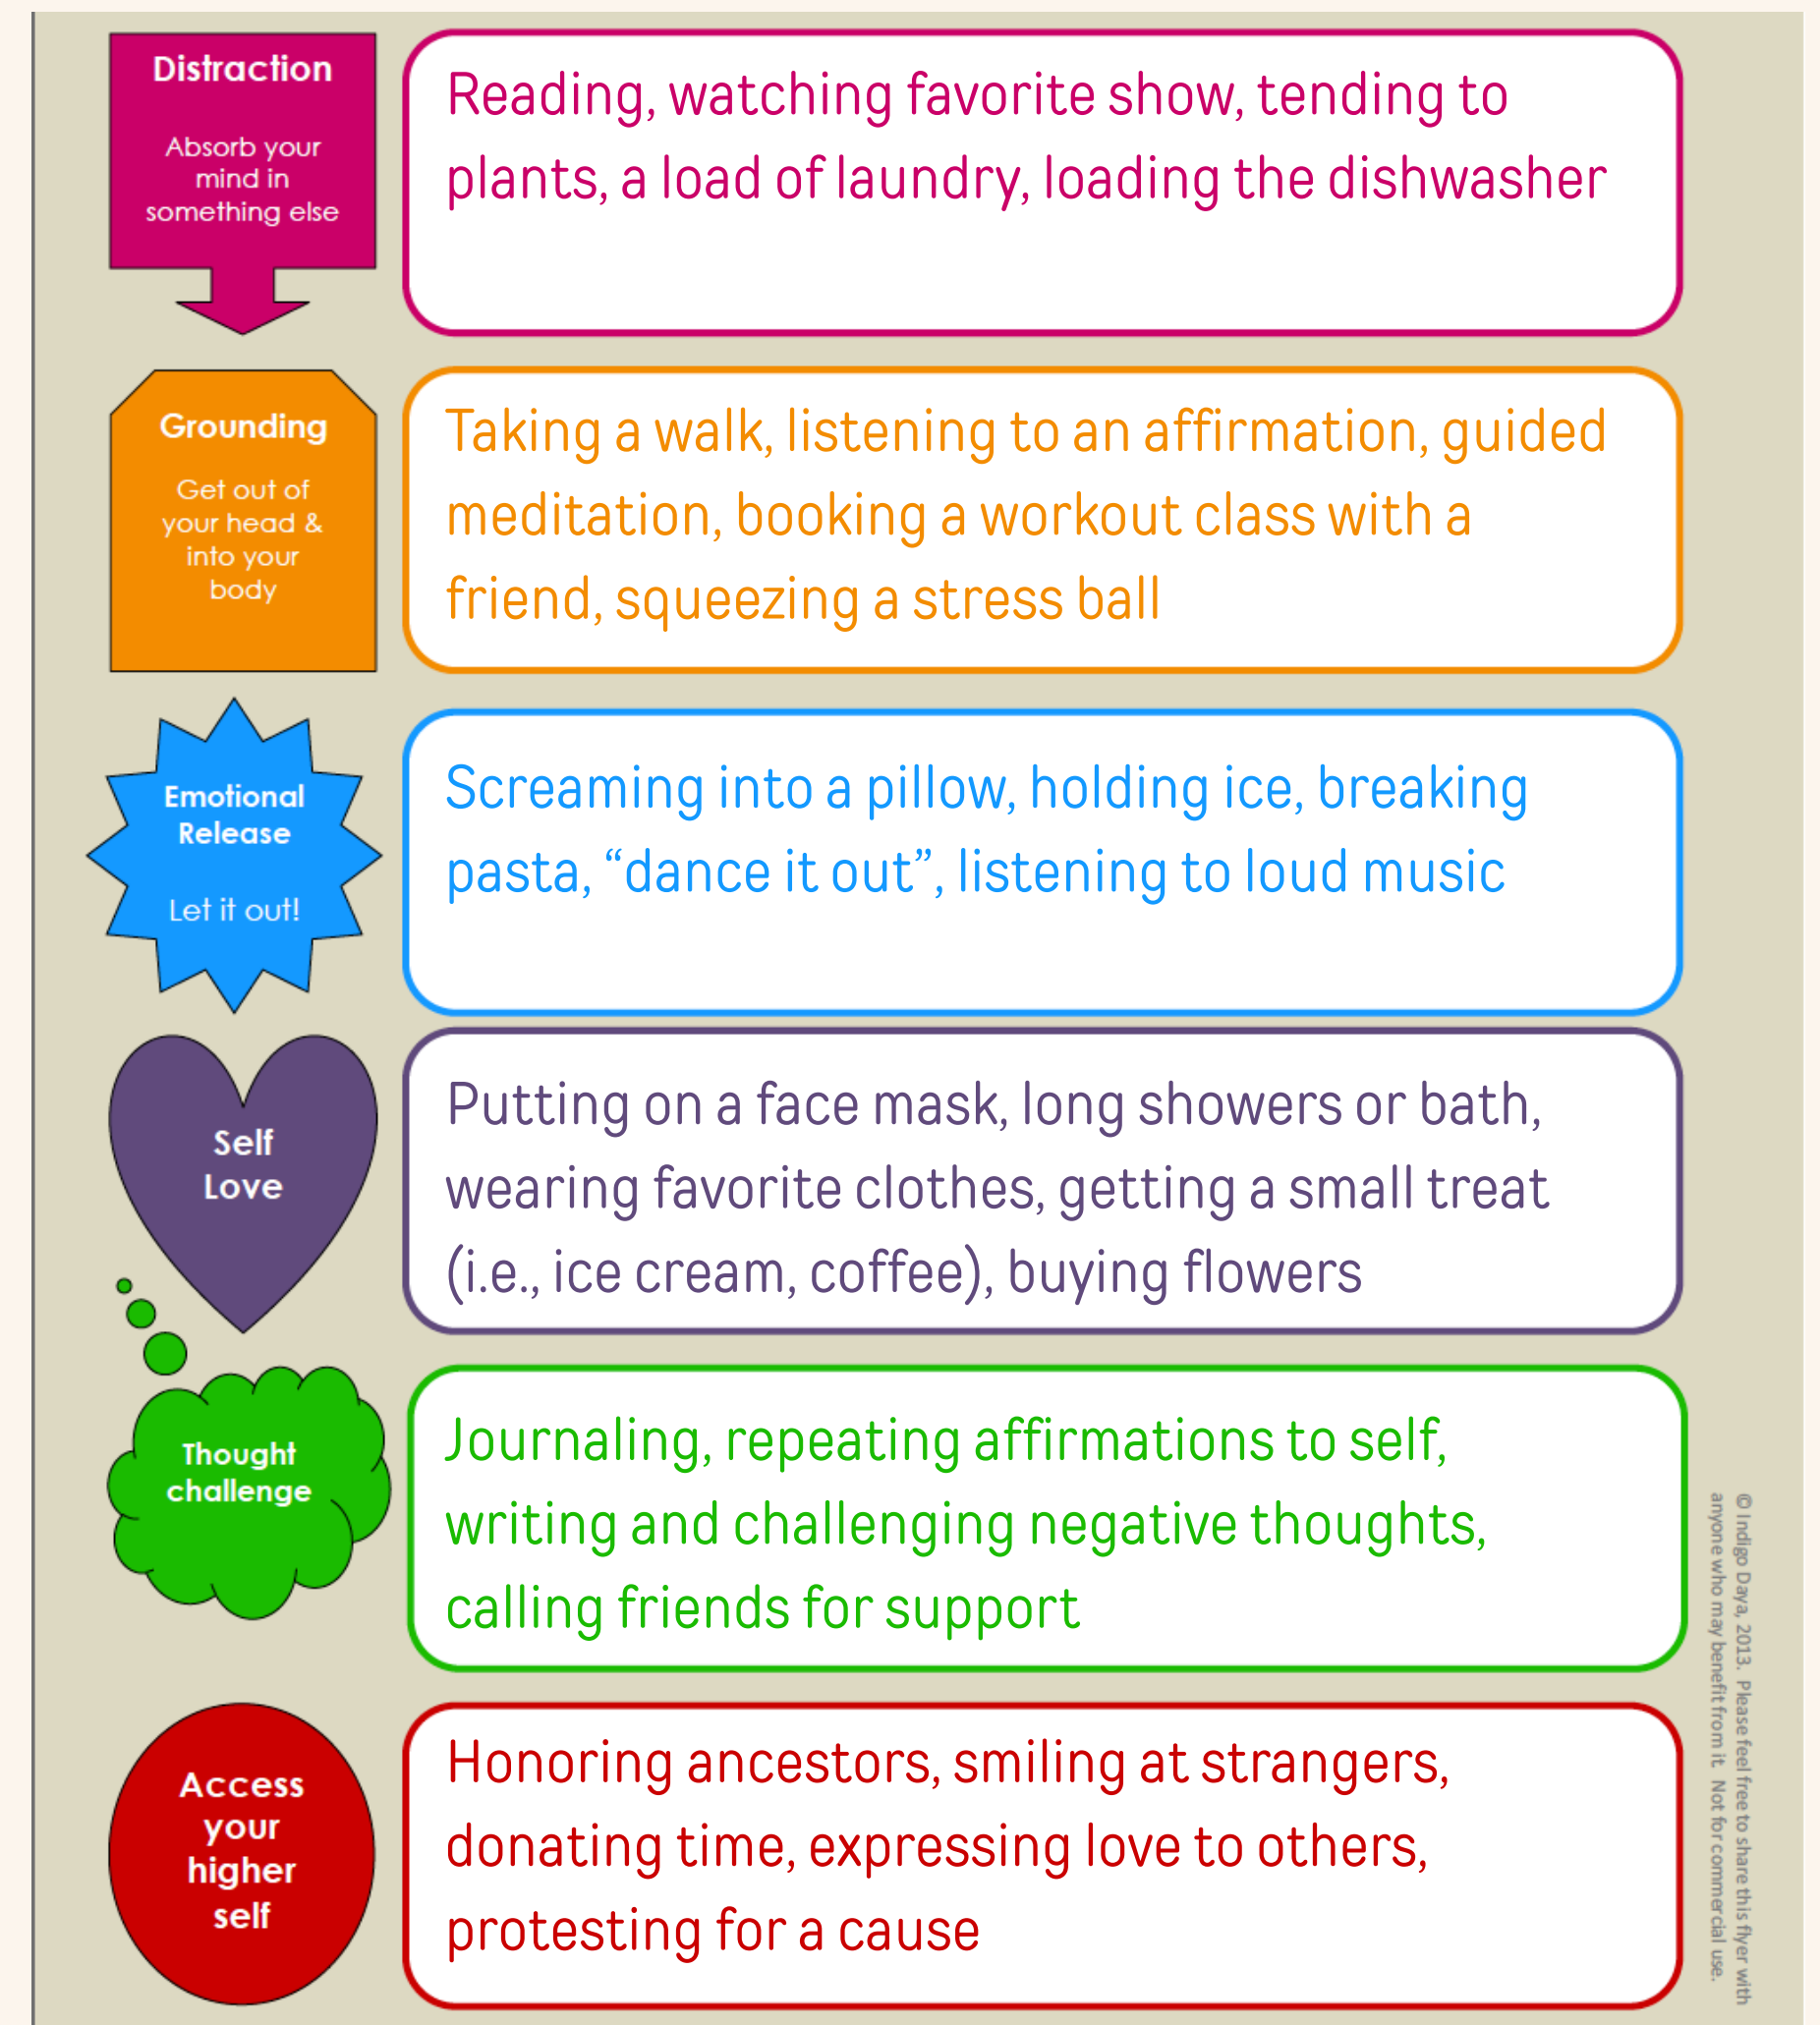 Distraction
Absorb your
mind in
something else
Reading, watching favorite show, tending to
plants, a load of laundry, loading the dishwasher
Grounding
Get out of
your head &
into your
body
Taking a walk, listening to an affirmation, guided
meditation, booking a workout class with a
friend, squeezing a stress ball
Emotional
Release
Let it out!
Screaming into a pillow, holding ice, breaking
pasta, “dance it out”, listening to loud music
Self
Love
Putting on a face mask, long showers or bath,
wearing favorite clothes, getting a small treat
(i.e., ice cream, coffee), buying flowers
Thought
challenge
Journaling, repeating affirmations to self,
writing and challenging negative thoughts,
calling friends for support
Access
your
higher
self
Honoring ancestors, smiling at strangers,
donating time, expressing love to others,
protesting for a cause
© Indigo Daya, 2013. Please feel free to share this flyer with
anyone who may benefit from it. Not for commercial use.